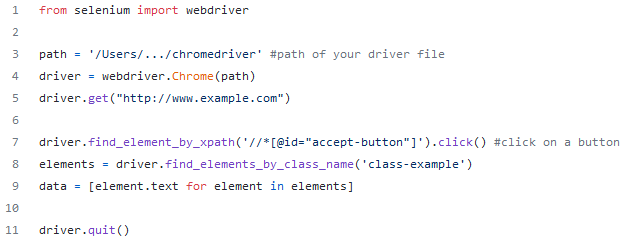 1 from selenium import webdriver
2
3 path = '/Users/.../chromedriver' #path of your driver file
4 driver = webdriver.Chrome(path)
5 driver.get("http://www.example.com")
6
7 driver.find_element_by_xpath('//*[@id="accept-button"]').click() #click on a button
8 elements = driver.find_elements_by_class_name('class-example')
9 data = [element.text for element in elements]
10
11 driver.quit()